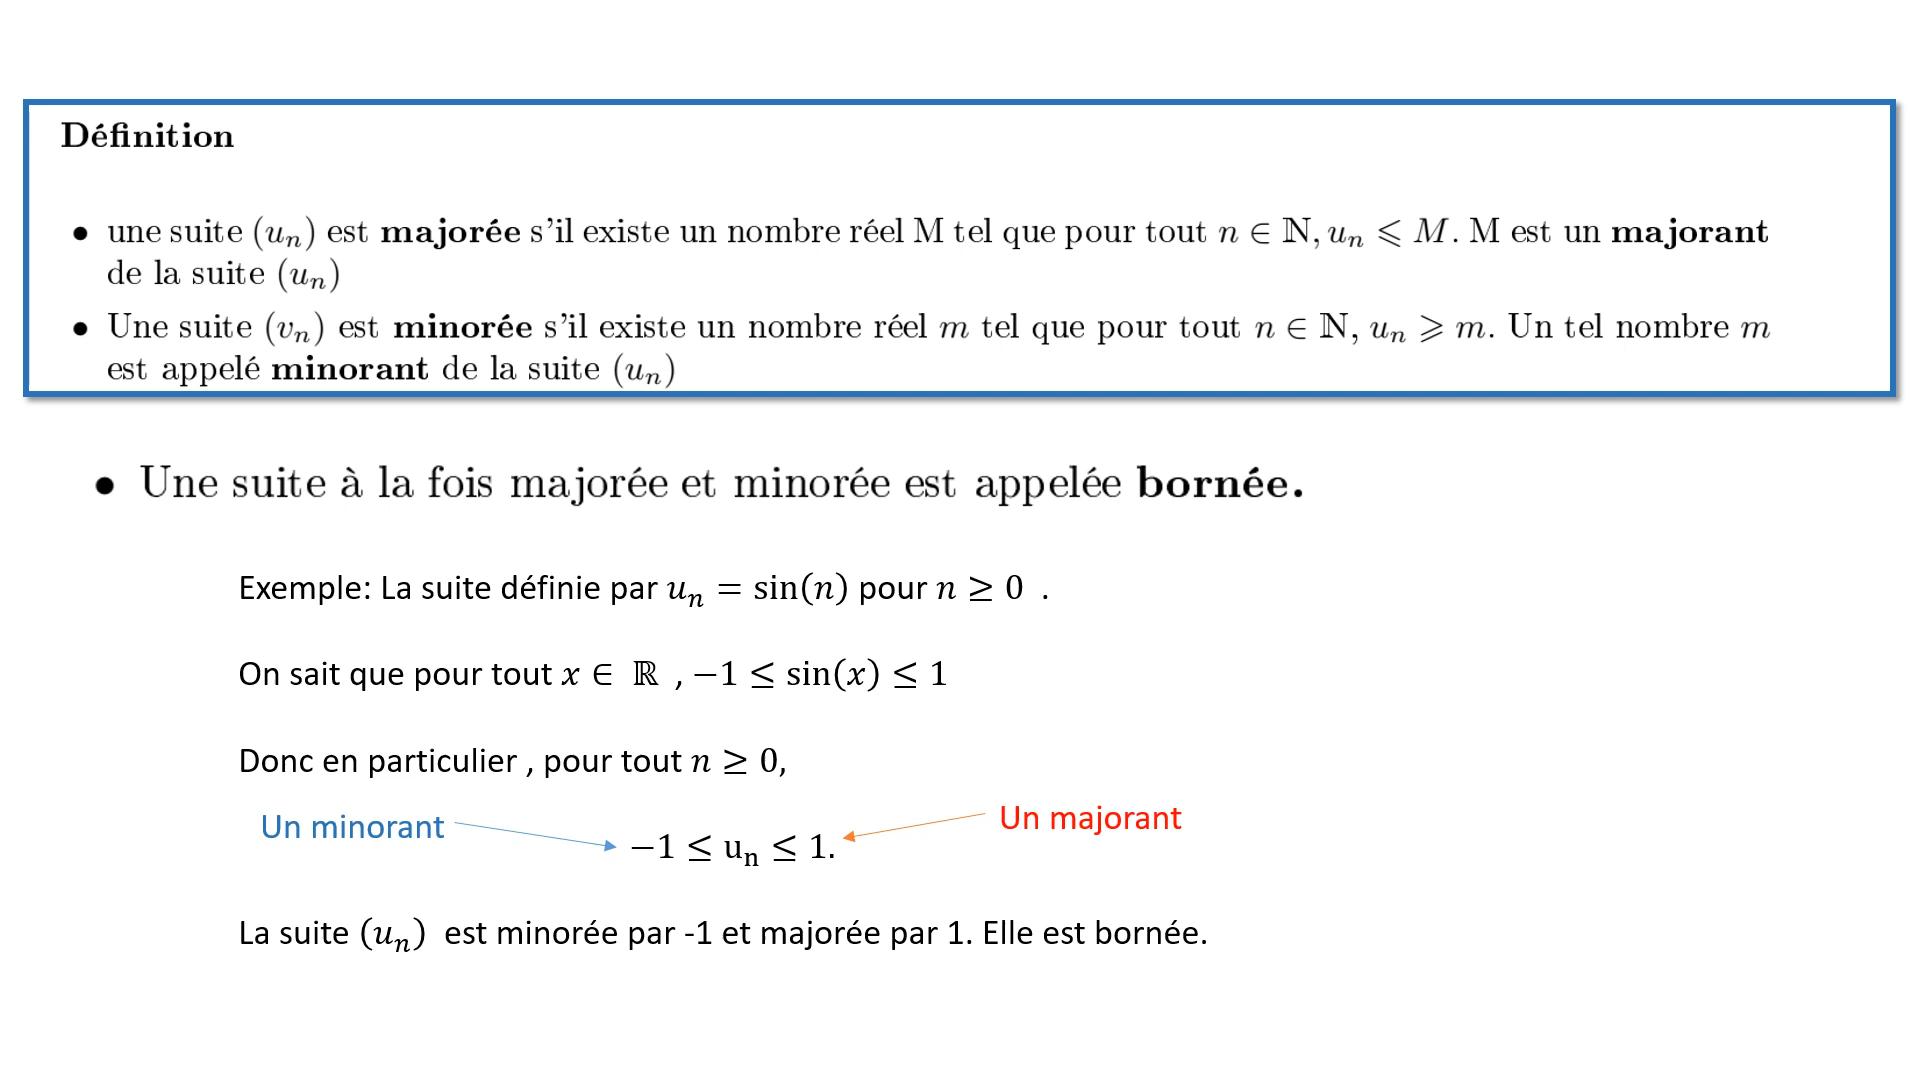 Définition
• une suite (uₙ) est majorée s'il existe un nombre réel M tel que pour tout n ∈ ℕ, uₙ ⩽ M. M est un majorant
de la suite (uₙ)
• Une suite (vₙ) est minorée s'il existe un nombre réel m tel que pour tout n ∈ ℕ, uₙ ⩾ m. Un tel nombre m
est appelé minorant de la suite (uₙ)
• Une suite à la fois majorée et minorée est appelée bornée.
Exemple: La suite définie par uₙ = sin(n) pour n ≥ 0 .
On sait que pour tout x ∈ ℝ , −1 ≤ sin(x) ≤ 1
Donc en particulier , pour tout n ≥ 0,
Un minorant
Un majorant
−1 ≤ uₙ ≤ 1.
La suite (uₙ) est minorée par -1 et majorée par 1. Elle est bornée.